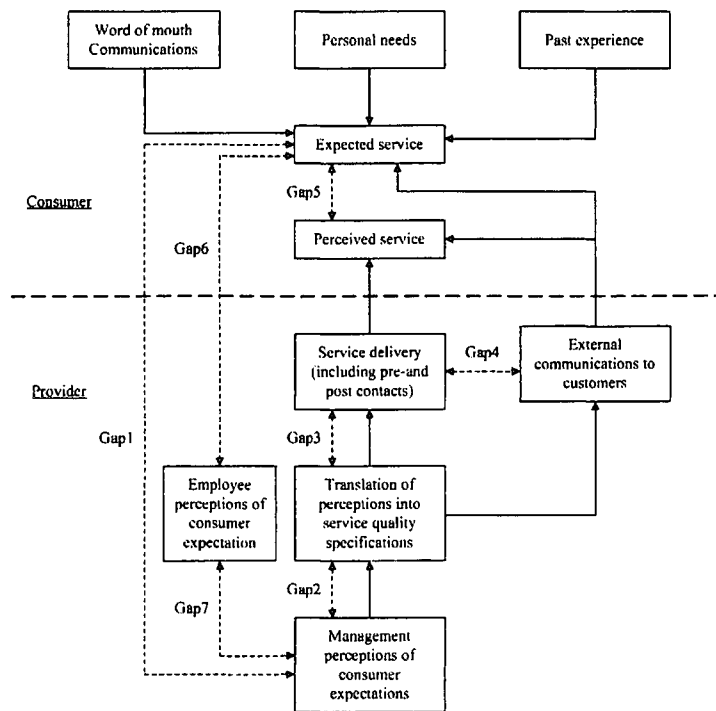 Word of mouth
Communications
Personal needs
Past experience
Expected service
Gap5
Consumer
Gap6
Perceived service
Service delivery
(including pre-and
post contacts)
Gap4
External
communications to
customers
Provider
Gap1
Gap3
Employee
perceptions of
consumer
expectation
Translation of
perceptions into
service quality
specifications
Gap2
Gap7
Management
perceptions of
consumer
expectations